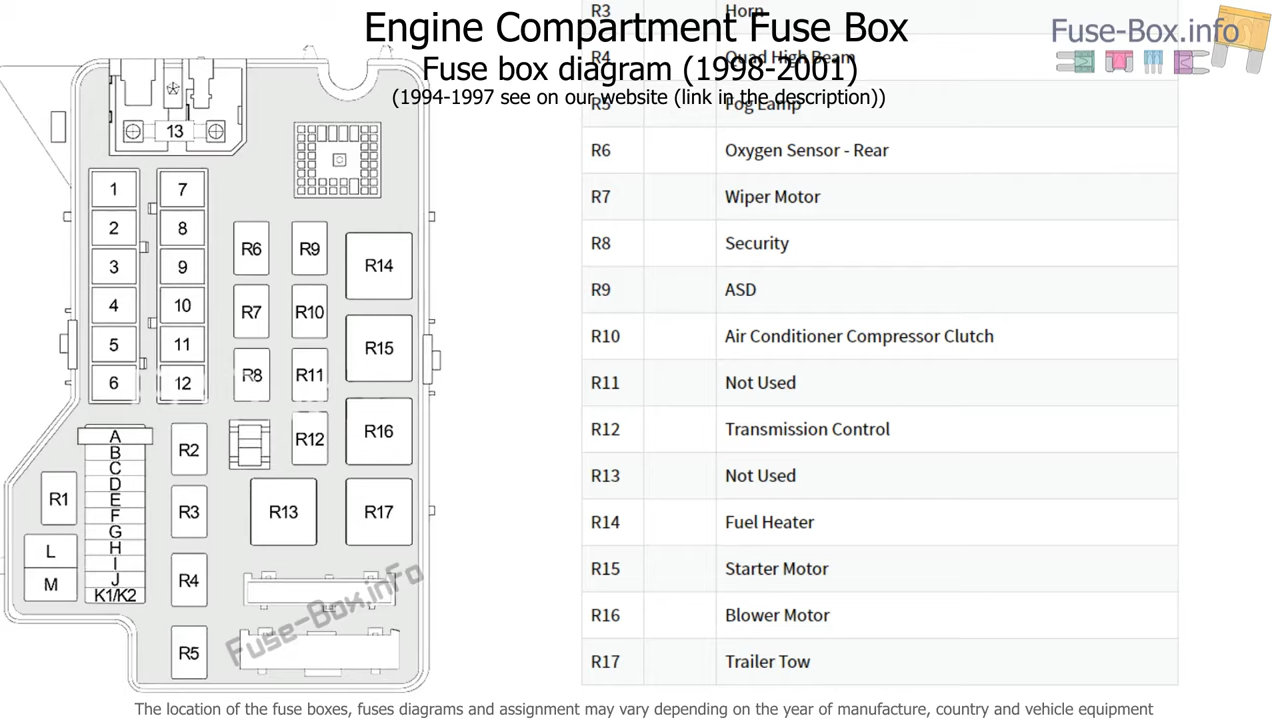 Engine Compartment Fuse Box
Fuse box diagram (1998-2001)
(1994-1997 see on our website (link in the description))
Fuse-Box.info
R3 Horn
R4 Quad High Beam
R5 Fog Lamp
R6 Oxygen Sensor - Rear
R7 Wiper Motor
R8 Security
R9 ASD
R10 Air Conditioner Compressor Clutch
R11 Not Used
R12 Transmission Control
R13 Not Used
R14 Fuel Heater
R15 Starter Motor
R16 Blower Motor
R17 Trailer Tow
13
1 7
2 8
3 9
4 10
5 11
6 12
R6 R9 R14
R7 R10
R15
R8 R11
R12 R16
A
B
C
D
E
F
G
H
I
J
K1/K2
R1
L
M
R2
R3
R4
R5
R13 R17
Fuse-Box.info
The location of the fuse boxes, fuses diagrams and assignment may vary depending on the year of manufacture, country and vehicle equipment